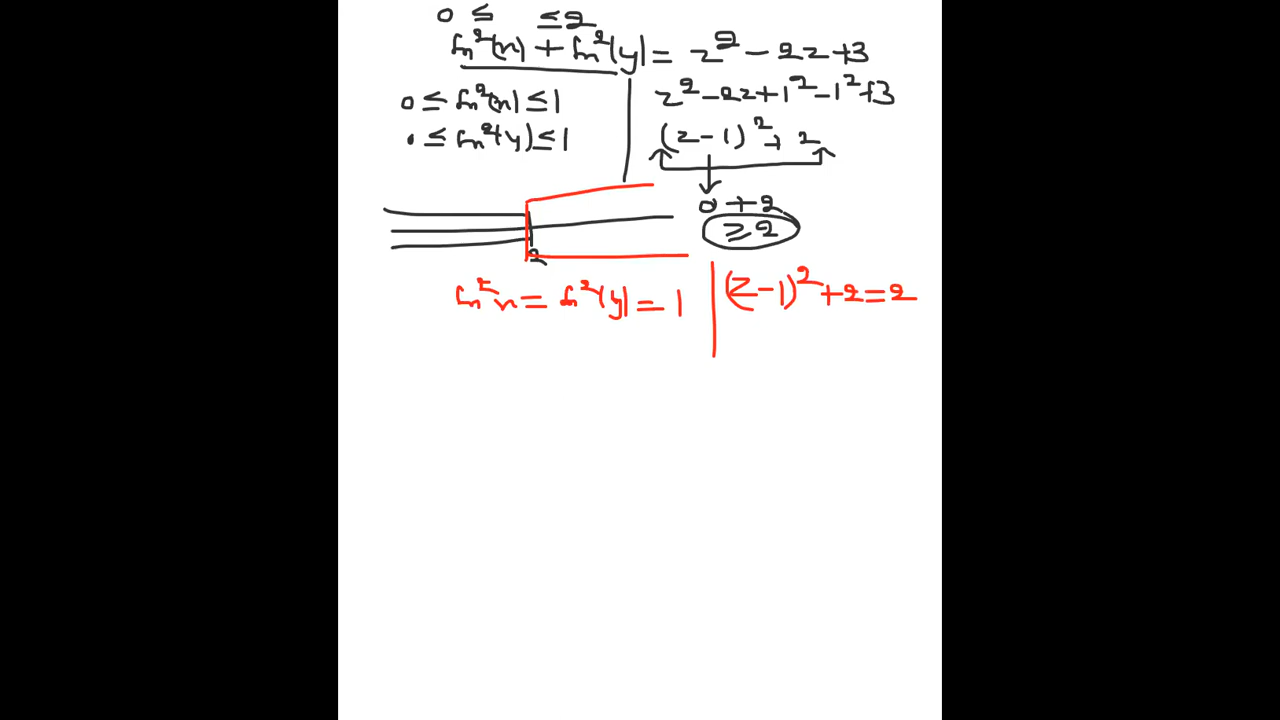 0 ≤ ≤2
sin²(x) + sin²(y) = z² - 2z + 3
0 ≤ sin²(x) ≤ 1
z² - 2z + 1² - 1² + 3
0 ≤ sin²(y) ≤ 1
(z - 1)² + 2
0 + 2
≥ 2
2
sin²x = sin²(y) = 1
(z - 1)² + 2 = 2